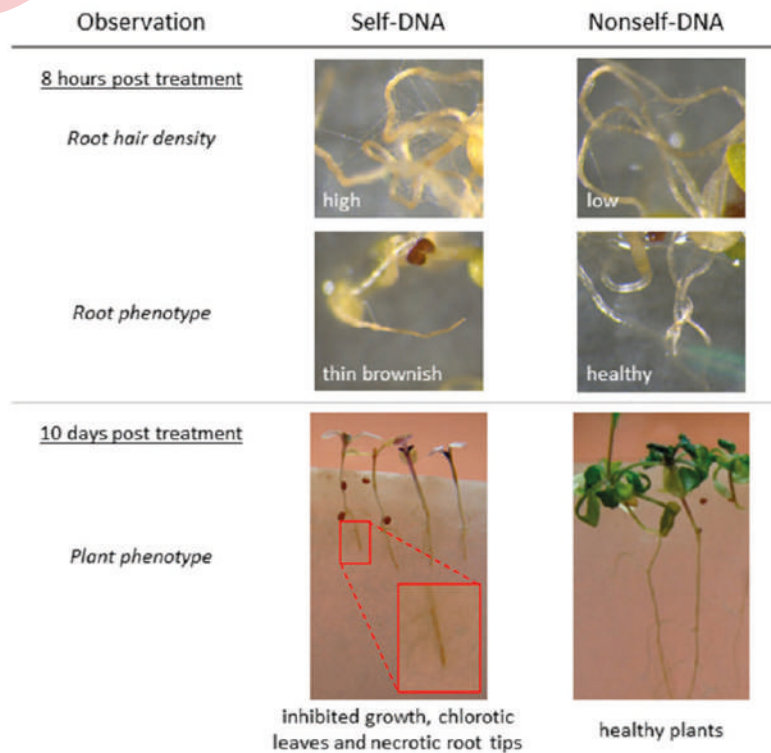 Observation Self-DNA Nonself-DNA
8 hours post treatment
Root hair density
high low
Root phenotype
thin brownish healthy
10 days post treatment
Plant phenotype
inhibited growth, chlorotic
leaves and necrotic root tips
healthy plants